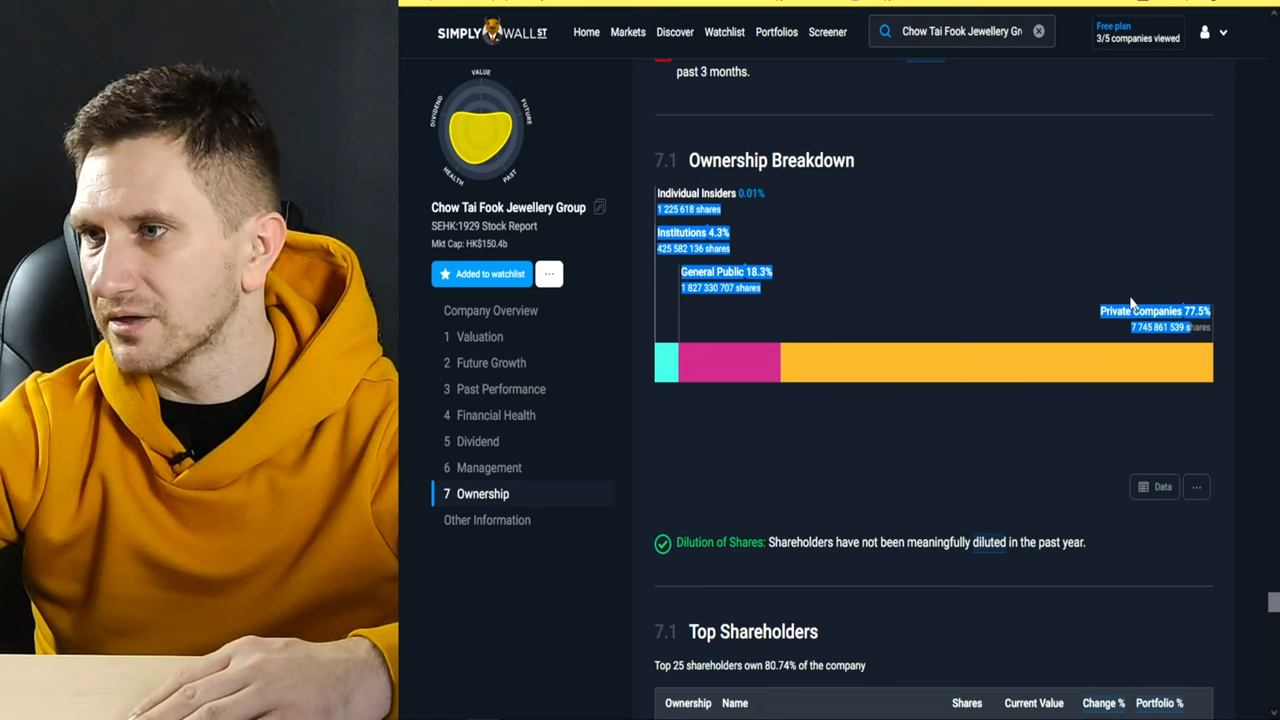 SIMPLY WALL ST
Home Markets Discover Watchlist Portfolios Screener
Chow Tai Fook Jewellery Gr
Free plan
3/5 companies viewed
past 3 months.
VALUE
FUTURE
PAST
HEALTH
DIVIDEND
Chow Tai Fook Jewellery Group
SEHK:1929 Stock Report
Mkt Cap: HK$150.4b
Added to watchlist
...
Company Overview
1 Valuation
2 Future Growth
3 Past Performance
4 Financial Health
5 Dividend
6 Management
7 Ownership
Other Information
7.1 Ownership Breakdown
Individual Insiders 0.01%
1 225 618 shares
Institutions 4.3%
425 582 136 shares
General Public 18.3%
1 827 330 707 shares
Private Companies 77.5%
7 745 861 539 shares
Data
...
Dilution of Shares: Shareholders have not been meaningfully diluted in the past year.
7.1 Top Shareholders
Top 25 shareholders own 80.74% of the company
Ownership Name Shares Current Value Change % Portfolio %